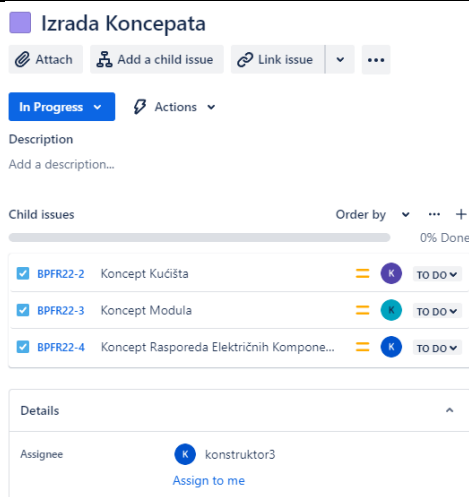 Izrada Koncepata
Attach Add a child issue Link issue
In Progress Actions
Description
Add a description...
Child issues Order by
0% Done
BPFR22-2 Koncept Kućišta K TO DO
BPFR22-3 Koncept Modula K TO DO
BPFR22-4 Koncept Rasporeda Električnih Kompone... K TO DO
Details
Assignee K konstruktor3
Assign to me